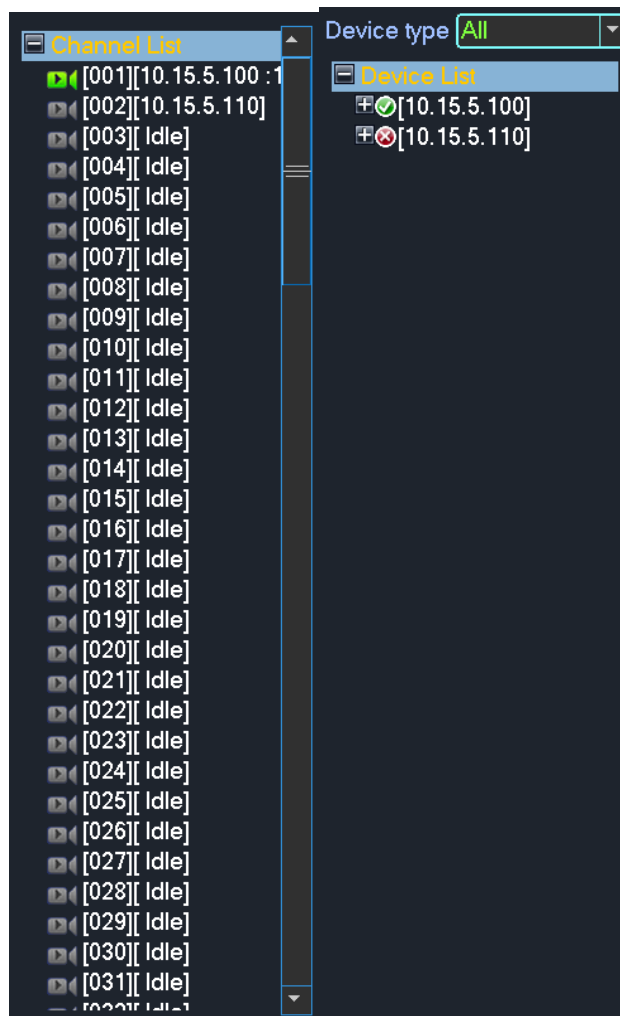 Channel List
[001][10.15.5.100 :1
[002][10.15.5.110]
[003][ Idle]
[004][ Idle]
[005][ Idle]
[006][ Idle]
[007][ Idle]
[008][ Idle]
[009][ Idle]
[010][ Idle]
[011][ Idle]
[012][ Idle]
[013][ Idle]
[014][ Idle]
[015][ Idle]
[016][ Idle]
[017][ Idle]
[018][ Idle]
[019][ Idle]
[020][ Idle]
[021][ Idle]
[022][ Idle]
[023][ Idle]
[024][ Idle]
[025][ Idle]
[026][ Idle]
[027][ Idle]
[028][ Idle]
[029][ Idle]
[030][ Idle]
[031][ Idle]
Device type All
Device List
[10.15.5.100]
[10.15.5.110]